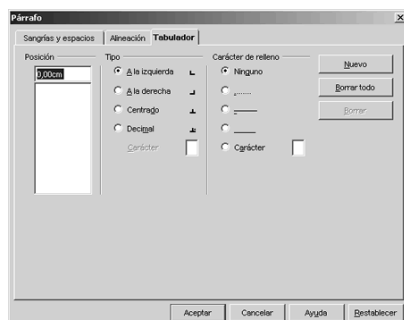 Párrafo
Sangrías y espacios Alineación Tabulador
Posición Tipo Carácter de relleno
0,00cm A la izquierda Ninguno Nuevo
A la derecha ........ Borrar todo
Centrado Borrar
Decimal
Carácter Carácter
Aceptar Cancelar Ayuda Restablecer